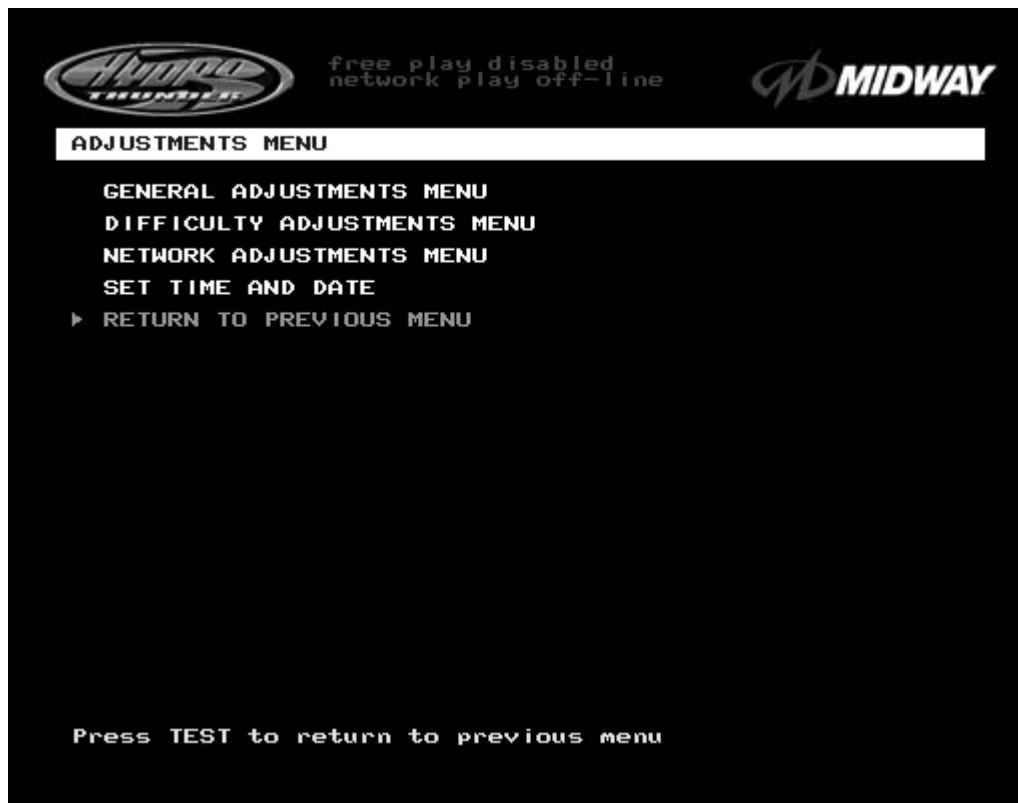 HYDRO
THUNDER
free play disabled
network play off-line
MIDWAY
ADJUSTMENTS MENU
GENERAL ADJUSTMENTS MENU
DIFFICULTY ADJUSTMENTS MENU
NETWORK ADJUSTMENTS MENU
SET TIME AND DATE
RETURN TO PREVIOUS MENU
Press TEST to return to previous menu